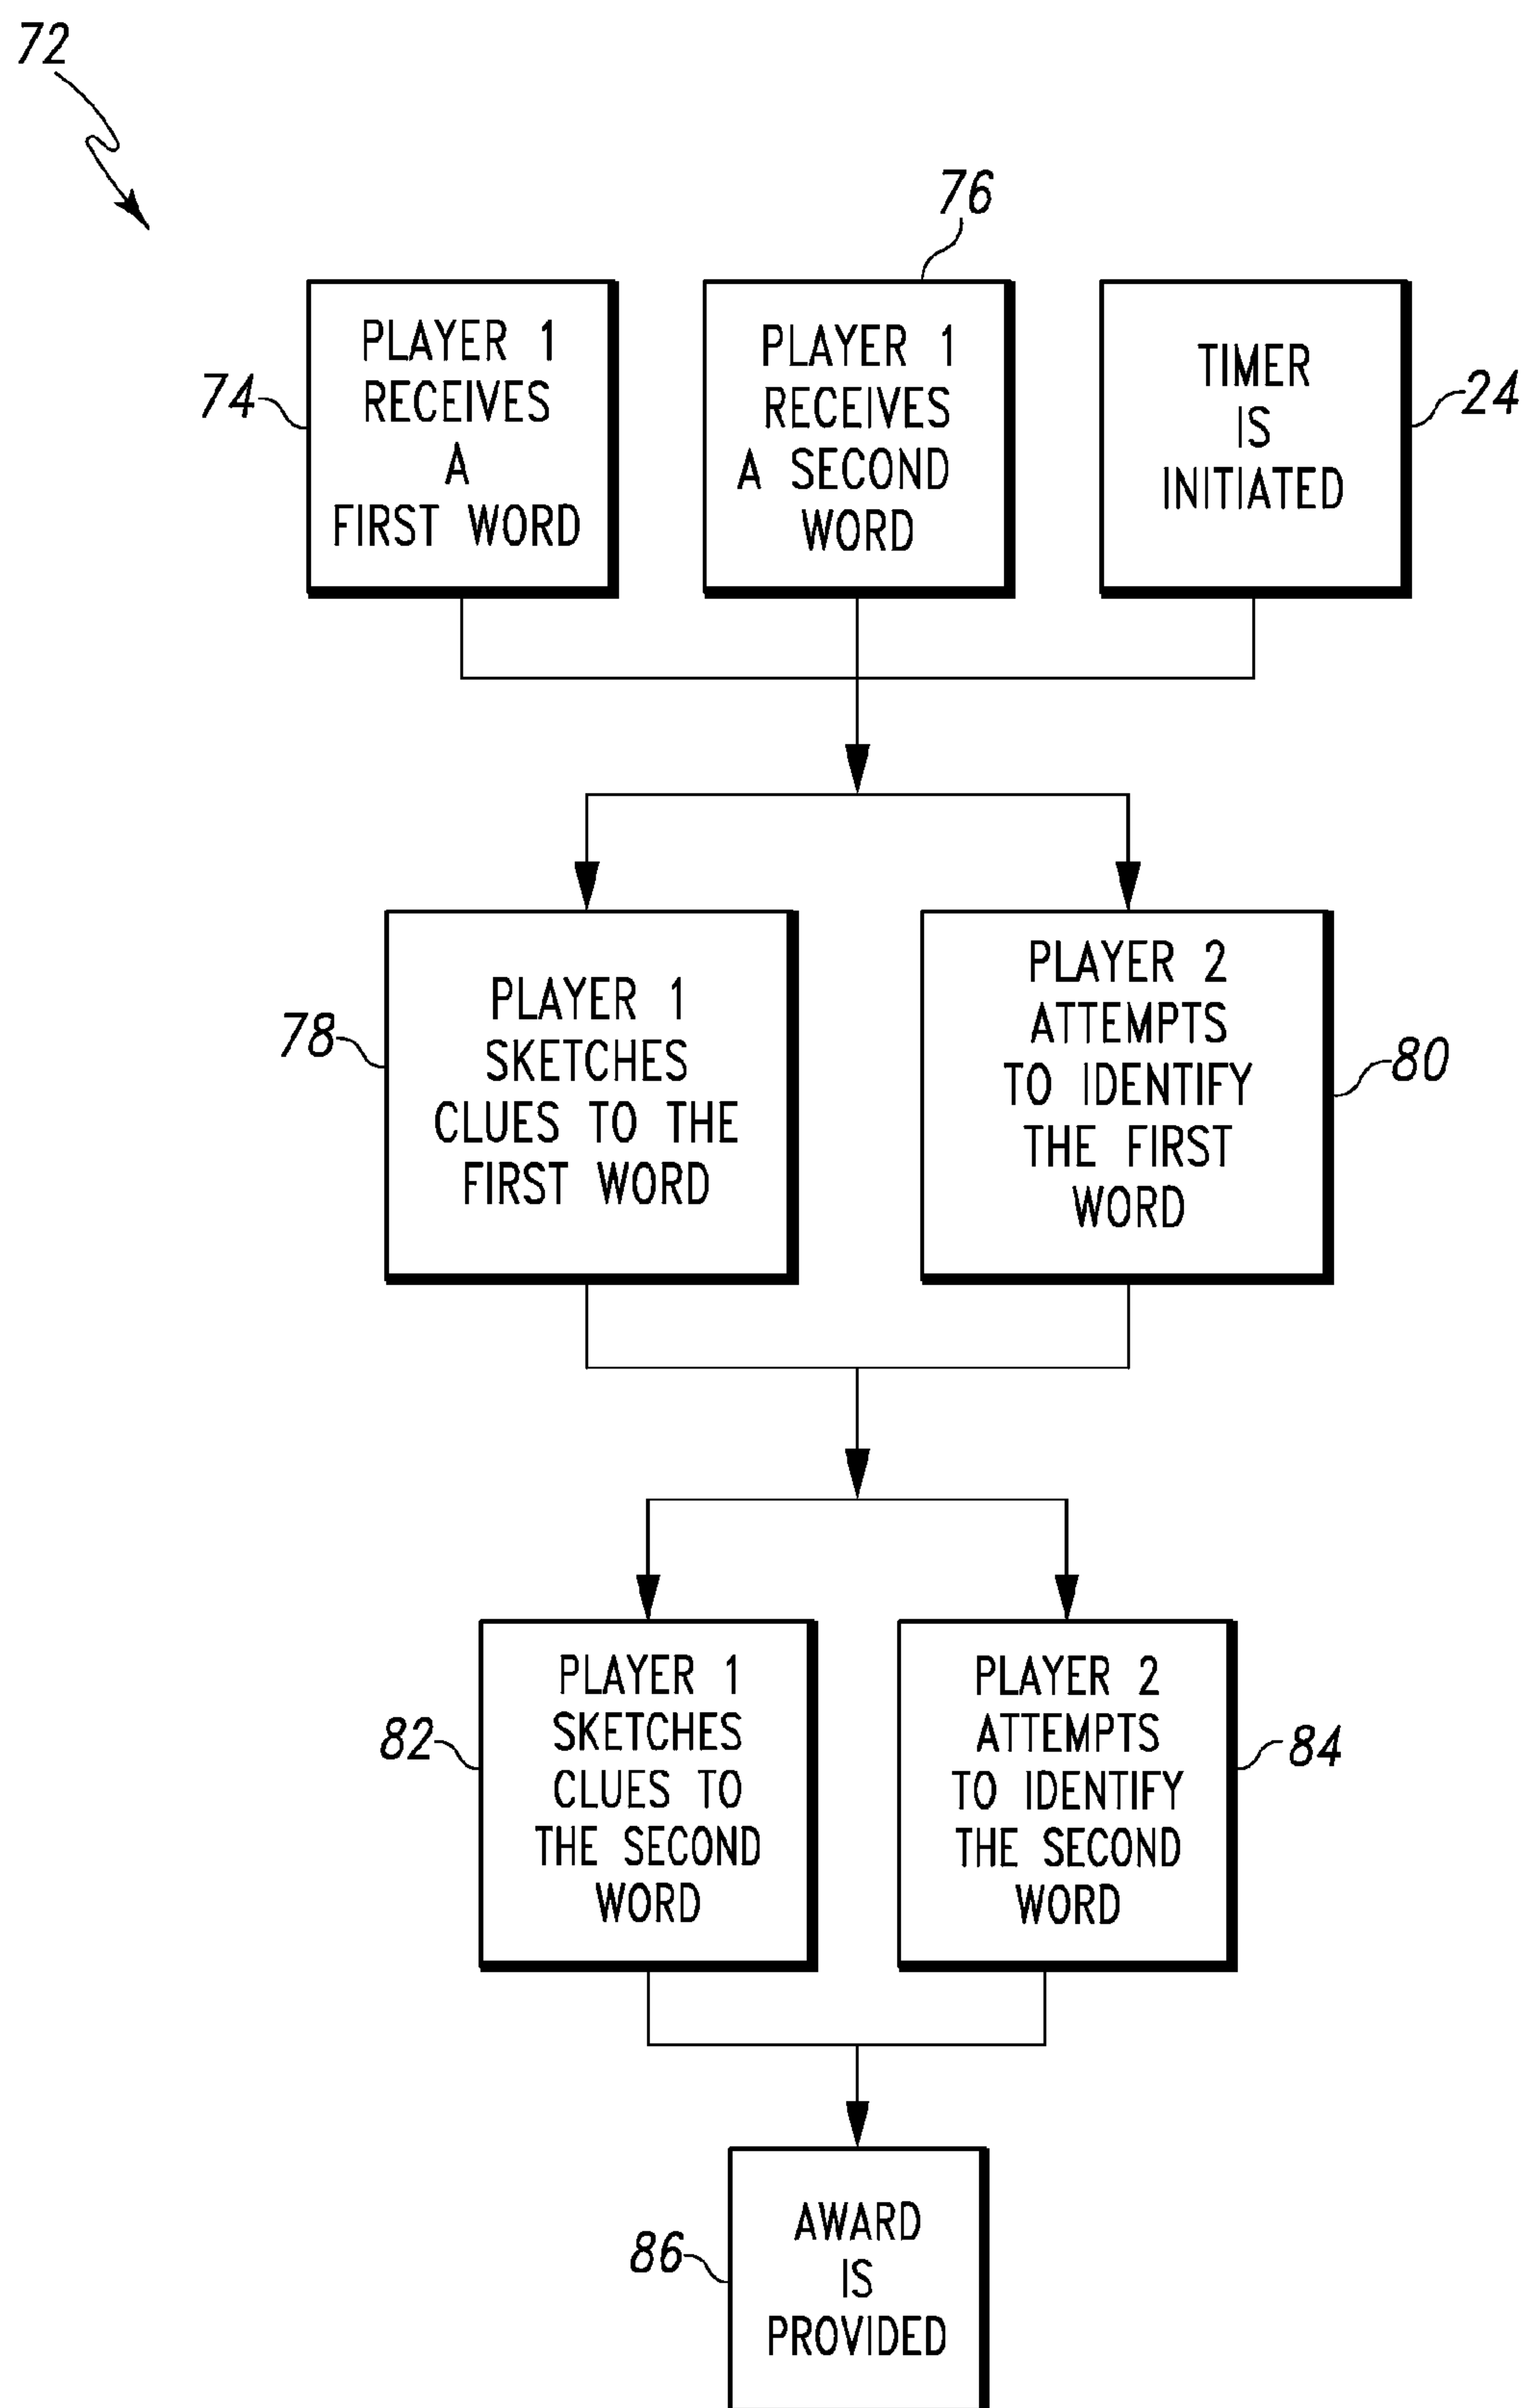 72
76
74
PLAYER 1
RECEIVES
A
FIRST WORD
PLAYER 1
RECEIVES
A SECOND
WORD
TIMER
IS
INITIATED
24
78
PLAYER 1
SKETCHES
CLUES TO THE
FIRST WORD
PLAYER 2
ATTEMPTS
TO IDENTIFY
THE FIRST
WORD
80
82
PLAYER 1
SKETCHES
CLUES TO
THE SECOND
WORD
PLAYER 2
ATTEMPTS
TO IDENTIFY
THE SECOND
WORD
84
86
AWARD
IS
PROVIDED